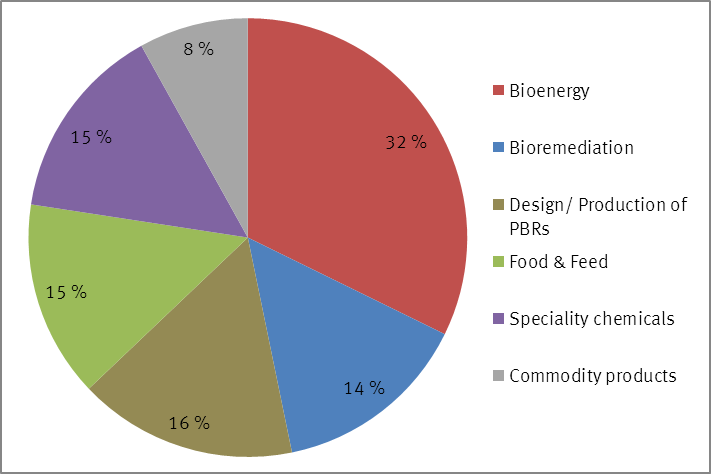 8 %
32 %
15 %
15 %
14 %
16 %
Bioenergy
Bioremediation
Design/ Production of
PBRs
Food & Feed
Speciality chemicals
Commodity products